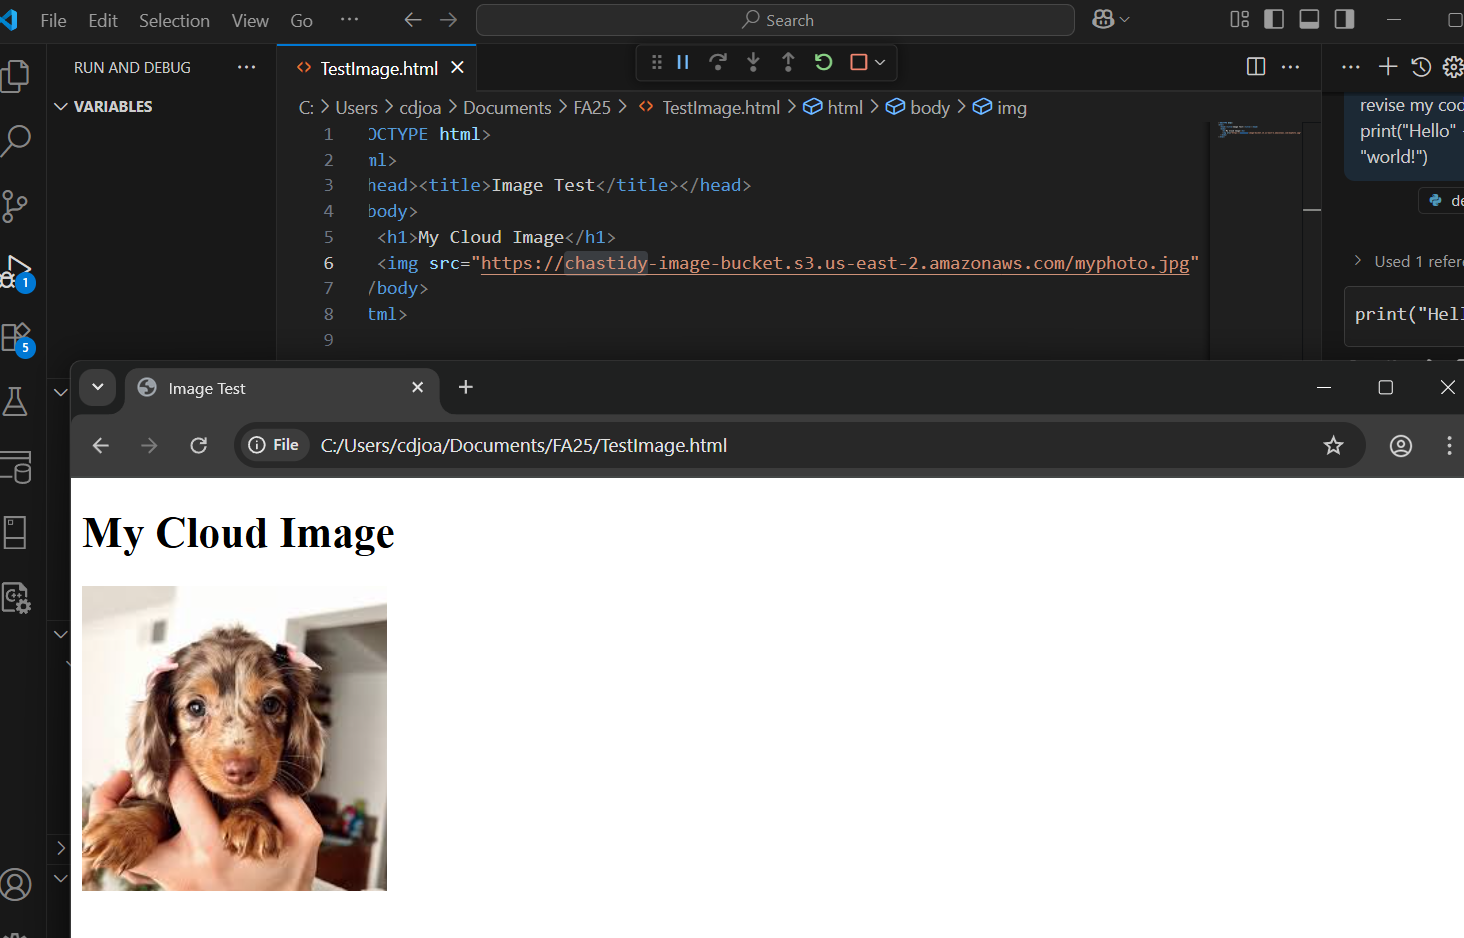 File Edit Selection View Go ··· Search
RUN AND DEBUG ···
TestImage.html
VARIABLES
C: > Users > cdjoa > Documents > FA25 > TestImage.html > html > body > img
1 OCTYPE html>
2 ml>
3 head><title>Image Test</title></head>
4 body>
5 <h1>My Cloud Image</h1>
6 <img src="https://chastidy-image-bucket.s3.us-east-2.amazonaws.com/myphoto.jpg"
7 /body>
8 tml>
9
revise my cod
print("Hello" +
"world!")
de
Used 1 refere
print("Hell
1
5
Image Test
File C:/Users/cdjoa/Documents/FA25/TestImage.html
My Cloud Image